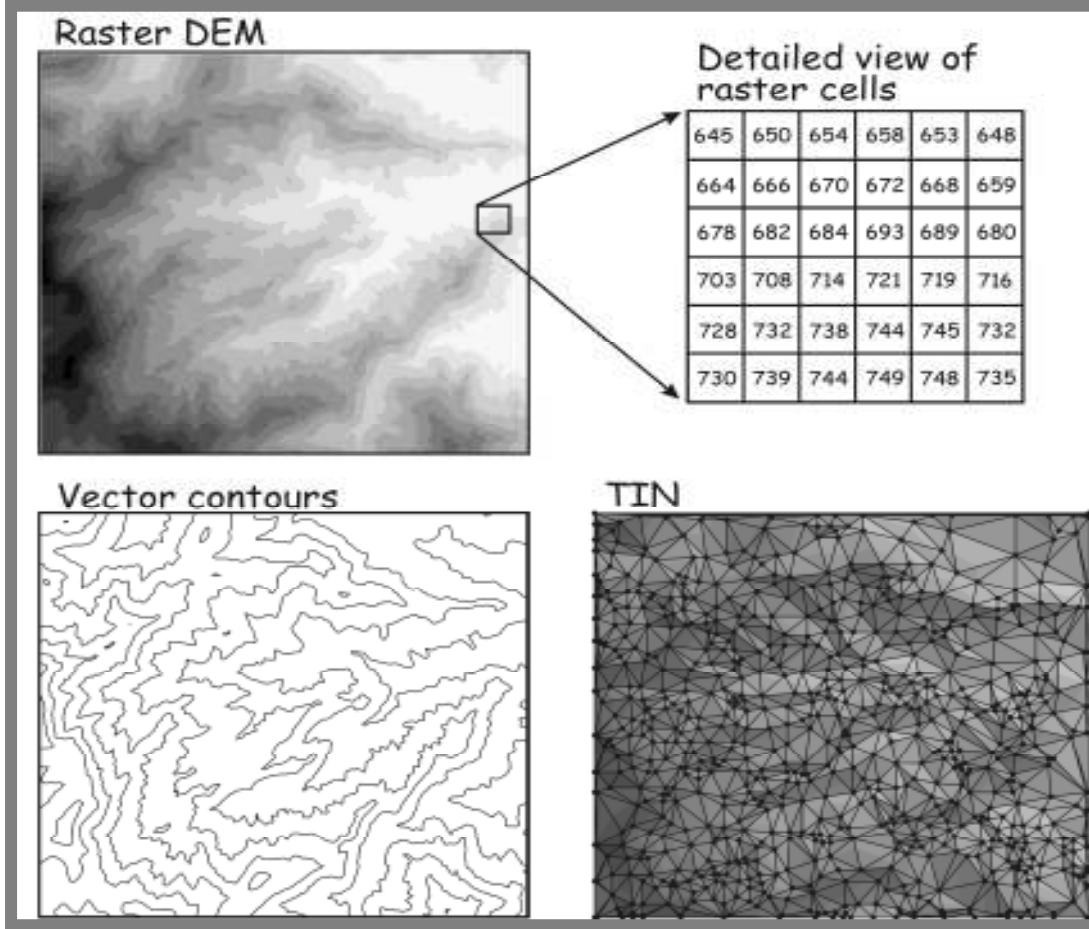 Raster DEM
Detailed view of
raster cells
645 650 654 658 653 648
664 666 670 672 668 659
678 682 684 693 689 680
703 708 714 721 719 716
728 732 738 744 745 732
730 739 744 749 748 735
Vector contours
TIN